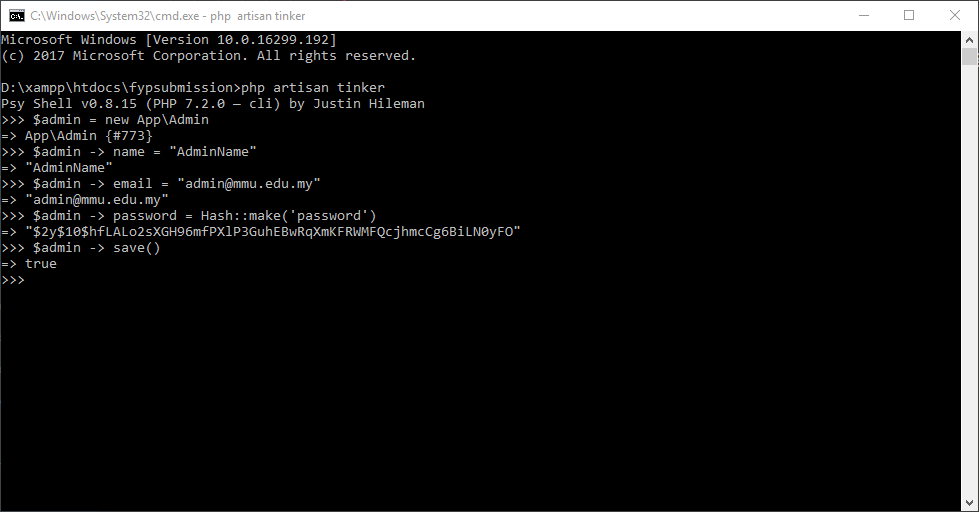 C:\Windows\System32\cmd.exe - php  artisan tinker
Microsoft Windows [Version 10.0.16299.192]
(c) 2017 Microsoft Corporation. All rights reserved.
D:\xampp\htdocs\fypsubmission>php artisan tinker
Psy Shell v0.8.15 (PHP 7.2.0 — cli) by Justin Hileman
>>> $admin = new App\Admin
=> App\Admin {#773}
>>> $admin -> name = "AdminName"
=> "AdminName"
>>> $admin -> email = "admin@mmu.edu.my"
=> "admin@mmu.edu.my"
>>> $admin -> password = Hash::make('password')
=> "$2y$10$hfLALo2sXGH96mfPXlP3GuhEBwRqXmKFRWMFQcjhmcCg6BiLN0yFO"
>>> $admin -> save()
=> true
>>>